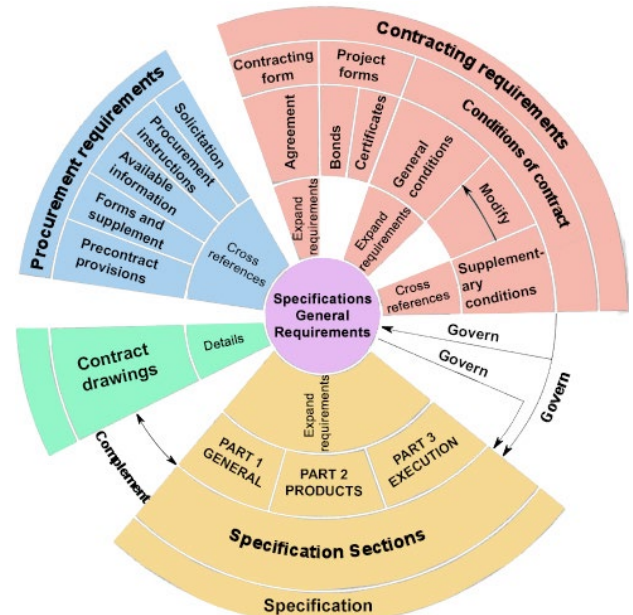 Contracting requirements
Contracting
form
Project
forms
Conditions of contract
Agreement
Bonds
Certificates
General
conditions
Modify
Supplement-
ary
conditions
Expand
requirements
Expand
requirements
Cross
references
Procurement requirements
Solicitation
Procurement
instructions
Available
information
Forms and
supplement
Precontract
provisions
Cross
references
Specifications
General
Requirements
Contract
drawings
Details
Govern
Govern
Govern
Complement
Expand
requirements
PART 1
GENERAL
PART 2
PRODUCTS
PART 3
EXECUTION
Specification Sections
Specification